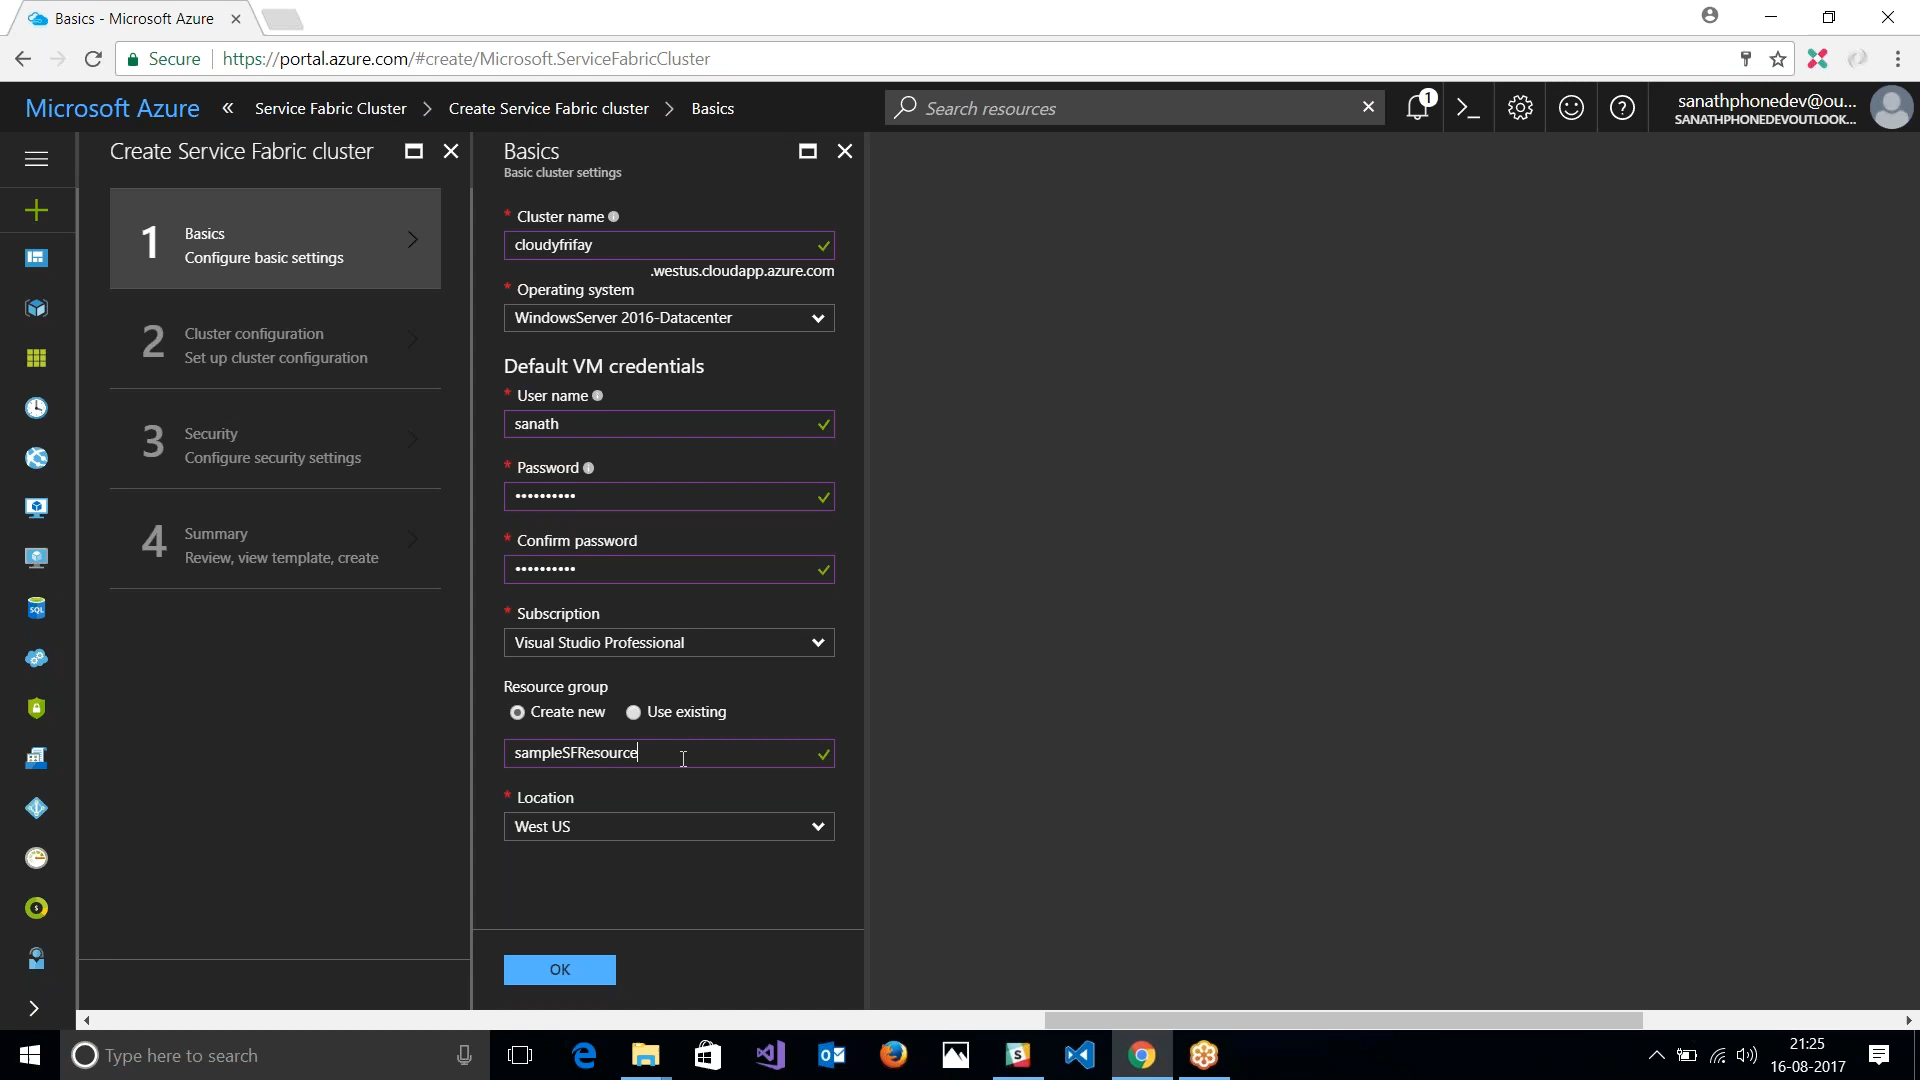 Basics - Microsoft Azure
Secure
https://portal.azure.com/#create/Microsoft.ServiceFabricCluster
Microsoft Azure « Service Fabric Cluster > Create Service Fabric cluster > Basics
Search resources
1
sanathphonedev@ou...
SANATHPHONEDEVOUTLOOK...
Create Service Fabric cluster
1
Basics
Configure basic settings
2
Cluster configuration
Set up cluster configuration
3
Security
Configure security settings
4
Summary
Review, view template, create
Basics
Basic cluster settings
* Cluster name
cloudyfrifay
.westus.cloudapp.azure.com
* Operating system
WindowsServer 2016-Datacenter
Default VM credentials
* User name
sanath
* Password
••••••••••
* Confirm password
••••••••••
* Subscription
Visual Studio Professional
Resource group
Create new
Use existing
sampleSFResource
* Location
West US
OK
SQL
Type here to search
21:25
16-08-2017